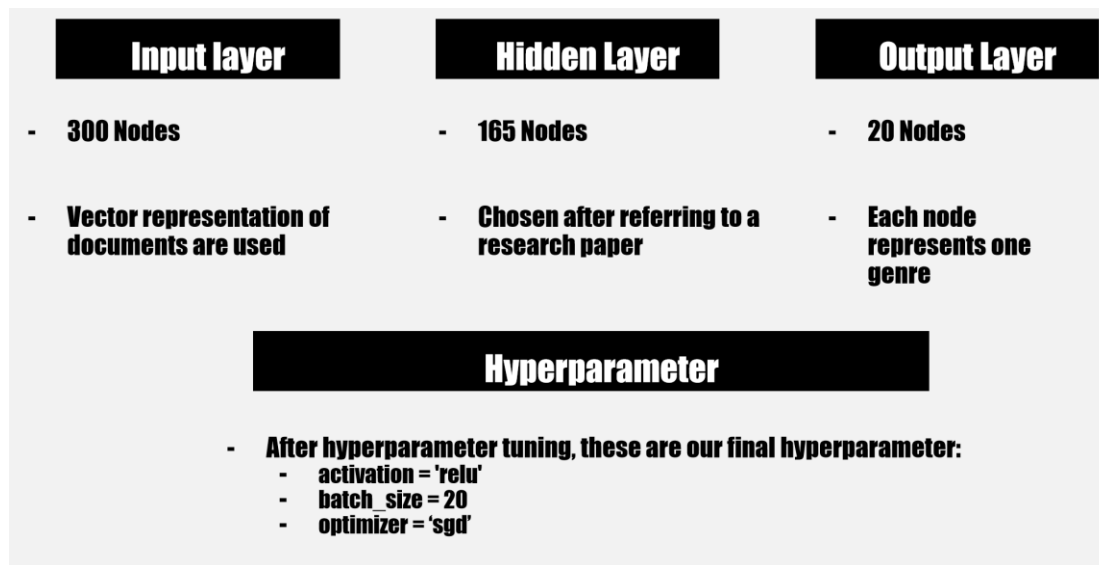 Input layer
Hidden Layer
Output Layer
- 300 Nodes
- Vector representation of
documents are used
- 165 Nodes
- Chosen after referring to a
research paper
- 20 Nodes
- Each node
represents one
genre
Hyperparameter
- After hyperparameter tuning, these are our final hyperparameter:
- activation = 'relu'
- batch_size = 20
- optimizer = ‘sgd’